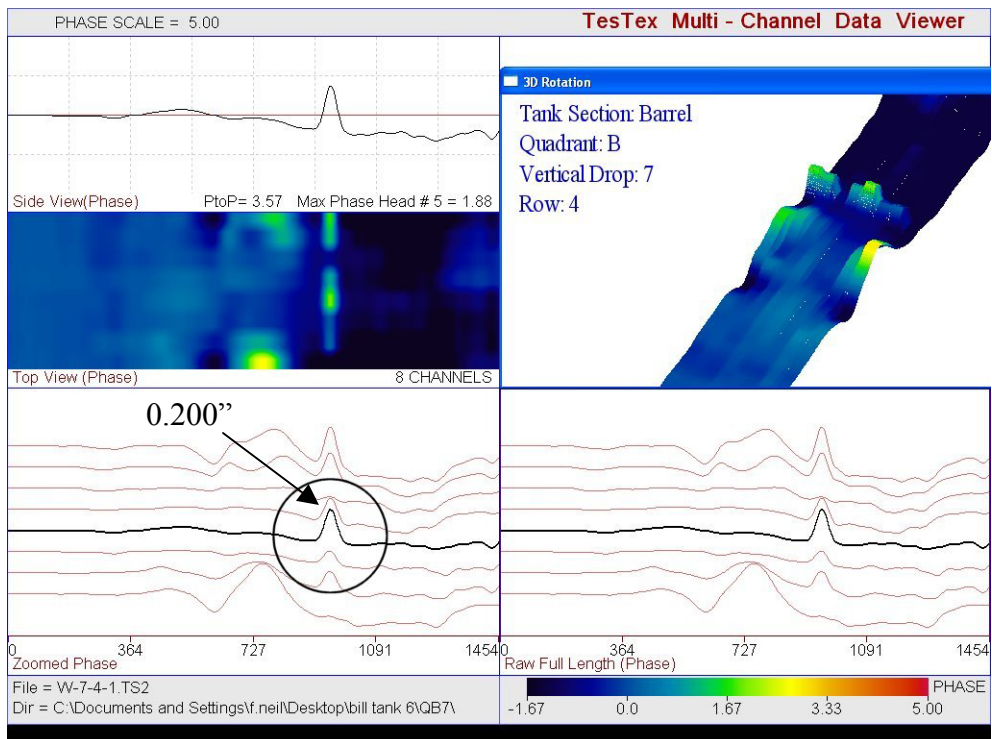 PHASE SCALE = 5.00
TesTex Multi - Channel Data Viewer
Side View(Phase) PtoP= 3.57 Max Phase Head # 5 = 1.88
3D Rotation
Tank Section: Barrel
Quadrant: B
Vertical Drop: 7
Row: 4
Top View (Phase) 8 CHANNELS
0.200”
0 364 727 1091 1454
Zoomed Phase
0 364 727 1091 1454
Raw Full Length (Phase)
File = W-7-4-1.TS2
Dir = C:\Documents and Settings\f.neil\Desktop\bill tank 6\QB7\
PHASE
-1.67 0.0 1.67 3.33 5.00